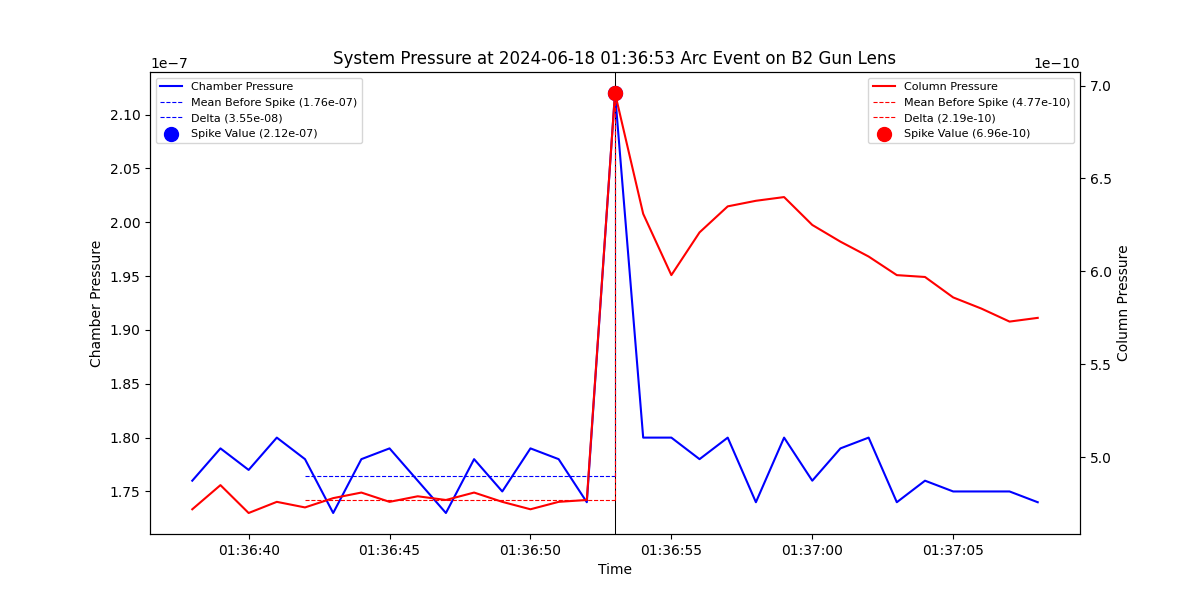 System Pressure at 2024-06-18 01:36:53 Arc Event on B2 Gun Lens
1e−7
1e−10
Chamber Pressure
Mean Before Spike (1.76e-07)
Delta (3.55e-08)
Spike Value (2.12e-07)
Column Pressure
Mean Before Spike (4.77e-10)
Delta (2.19e-10)
Spike Value (6.96e-10)
Chamber Pressure
2.10
2.05
2.00
1.95
1.90
1.85
1.80
1.75
7.0
6.5
6.0
5.5
5.0
Column Pressure
01:36:40
01:36:45
01:36:50
01:36:55
01:37:00
01:37:05
Time